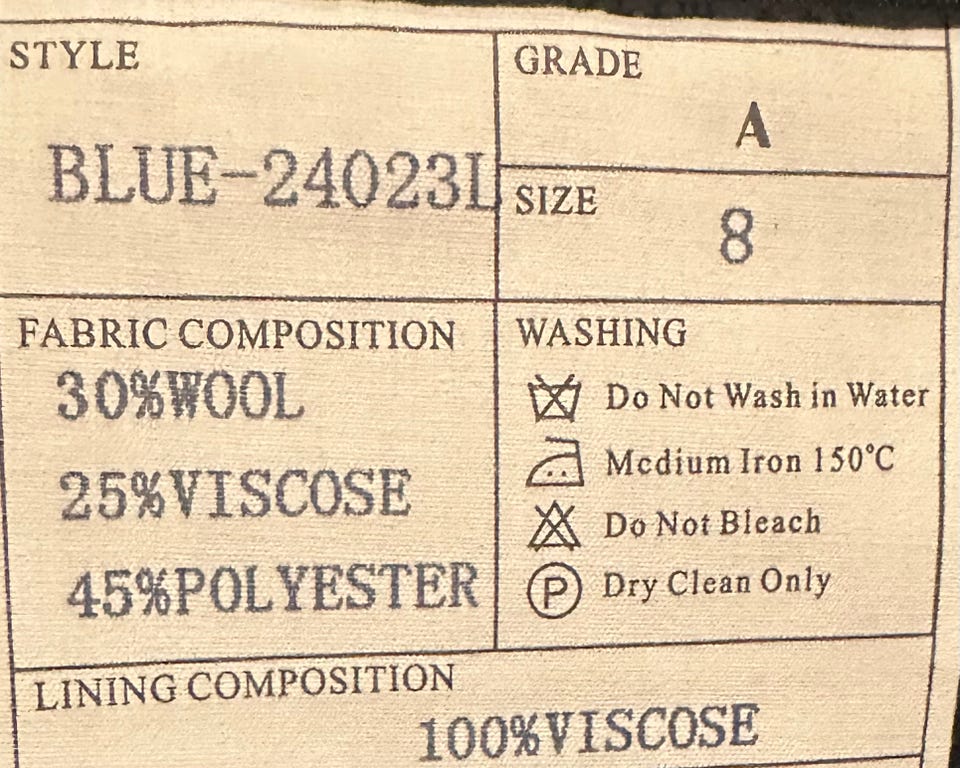 STYLE
BLUE-24023L
GRADE
A
SIZE
8
FABRIC COMPOSITION
30%WOOL
25%VISCOSE
45%POLYESTER
WASHING
Do Not Wash in Water
Medium Iron 150°C
Do Not Bleach
P Dry Clean Only
LINING COMPOSITION
100%VISCOSE